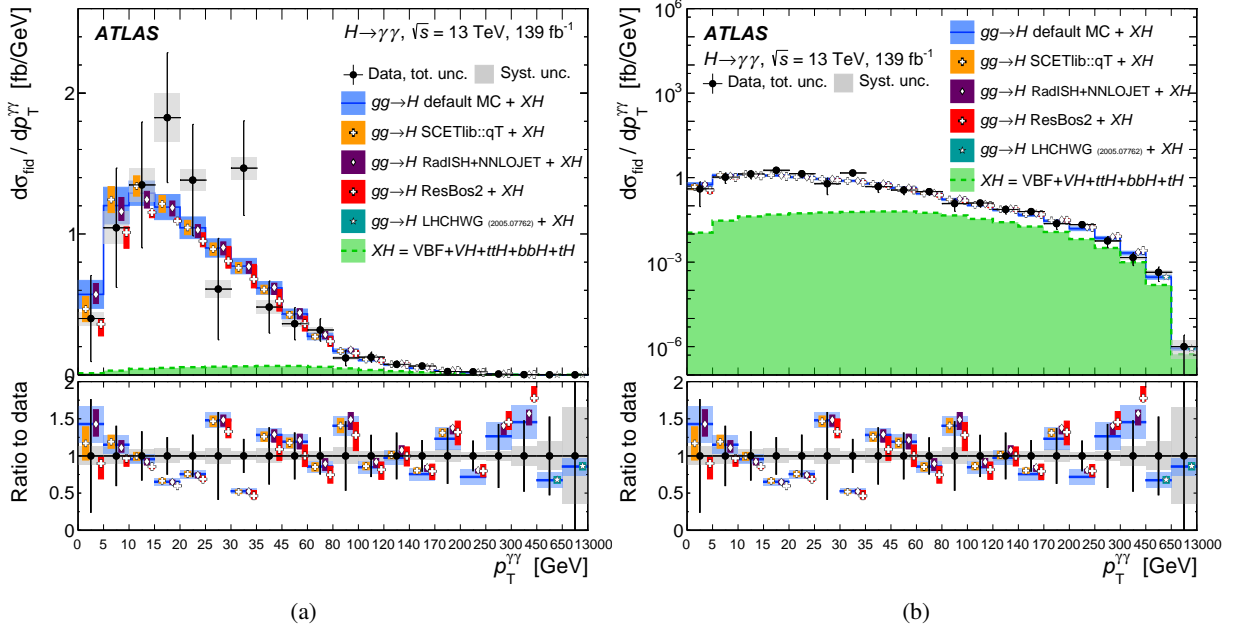 ATLAS
H→γγ, √s = 13 TeV, 139 fb⁻¹
Data, tot. unc. Syst. unc.
gg→H default MC + XH
gg→H SCETlib::qT + XH
gg→H RadISH+NNLOJET + XH
gg→H ResBos2 + XH
gg→H LHCHWG (2005.07762) + XH
XH = VBF+VH+ttH+bbH+tH
dσfid / dpTγγ [fb/GeV]
2
1
0
Ratio to data
2
1.5
1
0.5
0
0 5 10 15 20 25 30 35 45 60 80 100 120 140 170 200 250 300 450 650 13000
pTγγ [GeV]
(a)
ATLAS
H→γγ, √s = 13 TeV, 139 fb⁻¹
Data, tot. unc. Syst. unc.
gg→H default MC + XH
gg→H SCETlib::qT + XH
gg→H RadISH+NNLOJET + XH
gg→H ResBos2 + XH
gg→H LHCHWG (2005.07762) + XH
XH = VBF+VH+ttH+bbH+tH
dσfid / dpTγγ [fb/GeV]
10⁶
10³
1
10⁻³
10⁻⁶
Ratio to data
2
1.5
1
0.5
0
0 5 10 15 20 25 30 35 45 60 80 100 120 140 170 200 250 300 450 650 13000
pTγγ [GeV]
(b)